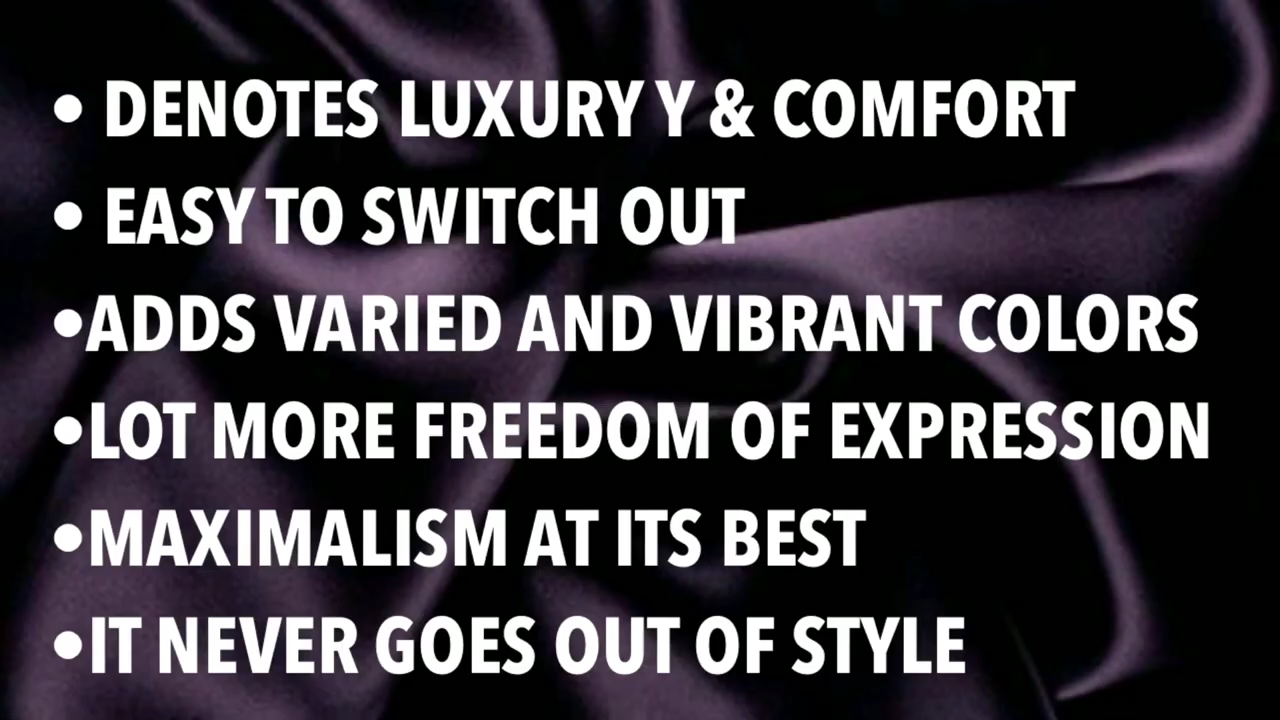 • DENOTES LUXURY Y & COMFORT
• EASY TO SWITCH OUT
•ADDS VARIED AND VIBRANT COLORS
•LOT MORE FREEDOM OF EXPRESSION
•MAXIMALISM AT ITS BEST
•IT NEVER GOES OUT OF STYLE